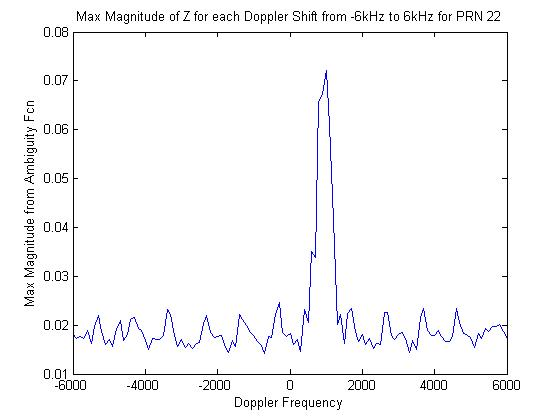 Max Magnitude of Z for each Doppler Shift from -6kHz to 6kHz for PRN 22
0.08
0.07
0.06
0.05
0.04
0.03
0.02
0.01
Max Magnitude from Ambiguity Fcn
-6000 -4000 -2000 0 2000 4000 6000
Doppler Frequency